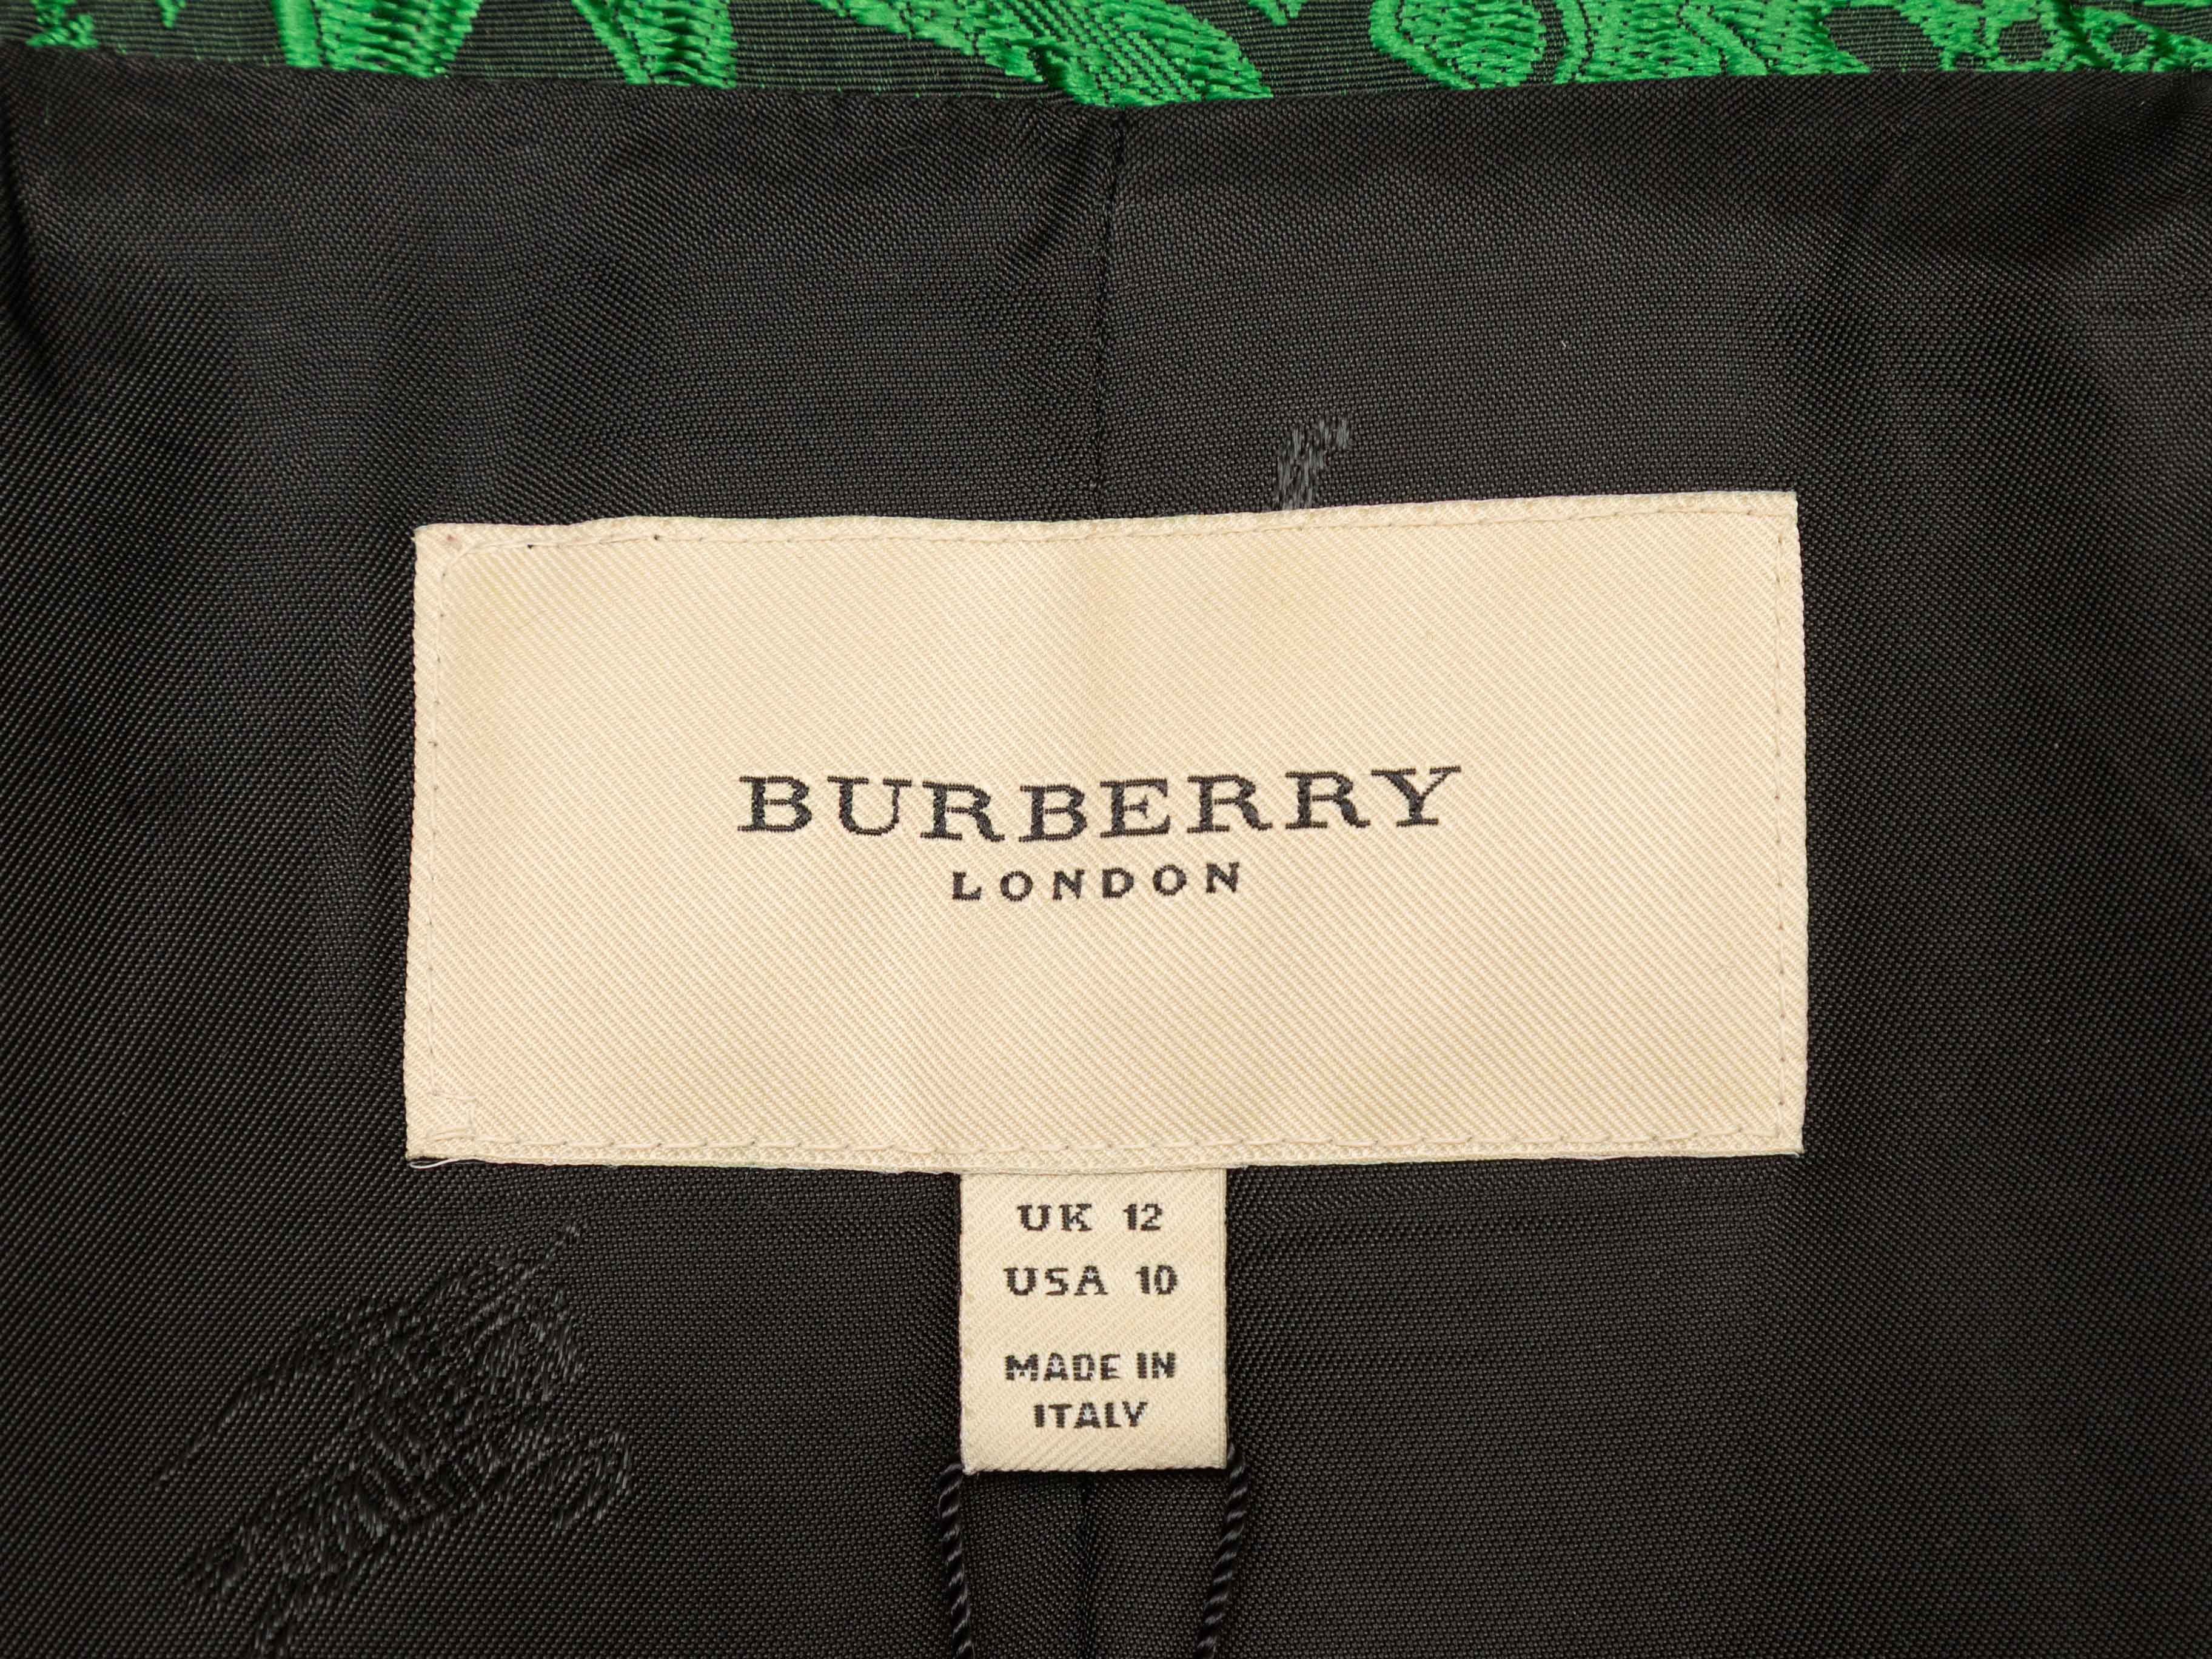 BURBERRY
LONDON
UK 12
USA 10
MADE IN
ITALY